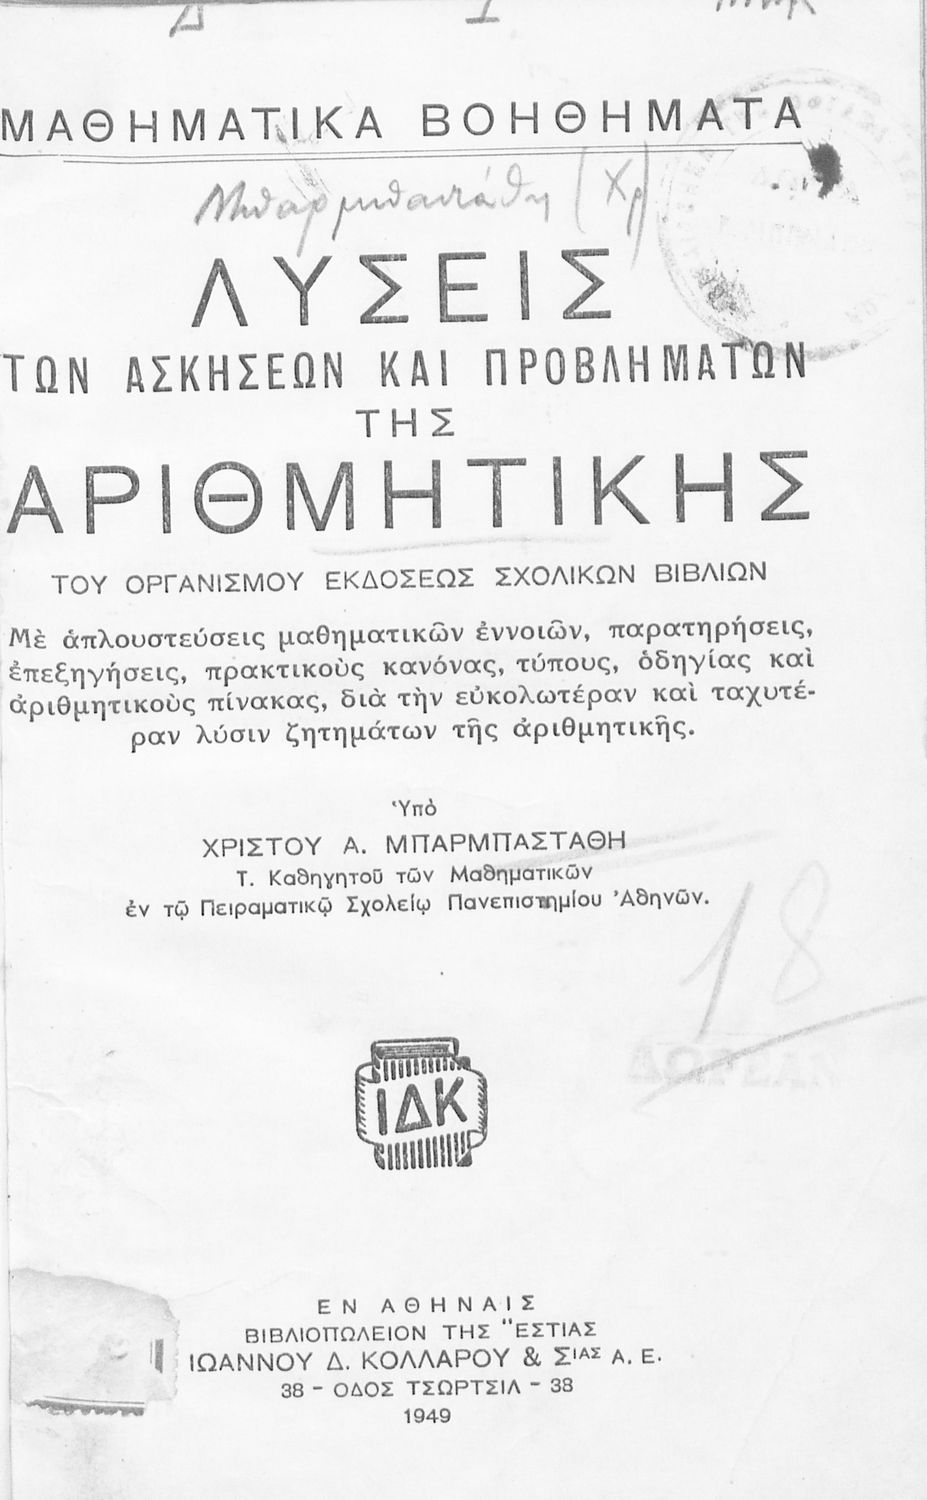 ΜΑΘΗΜΑΤΙΚΑ ΒΟΗΘΗΜΑΤΑ
Μπαρμπαστάθη (Χρ)
ΛΥΣΕΙΣ
ΤΩΝ ΑΣΚΗΣΕΩΝ ΚΑΙ ΠΡΟΒΛΗΜΑΤΩΝ
ΤΗΣ
ΑΡΙΘΜΗΤΙΚΗΣ
ΤΟΥ ΟΡΓΑΝΙΣΜΟΥ ΕΚΔΟΣΕΩΣ ΣΧΟΛΙΚΩΝ ΒΙΒΛΙΩΝ
Μὲ ἁπλουστεύσεις μαθηματικῶν ἐννοιῶν, παρατηρήσεις,
ἐπεξηγήσεις, πρακτικοὺς κανόνας, τύπους, ὁδηγίας καὶ
ἀριθμητικοὺς πίνακας, διὰ τὴν εὐκολωτέραν καὶ ταχυτέ-
ραν λύσιν ζητημάτων τῆς ἀριθμητικῆς.
Ὑπὸ
ΧΡΙΣΤΟΥ Α. ΜΠΑΡΜΠΑΣΤΑΘΗ
Τ. Καθηγητοῦ τῶν Μαθηματικῶν
ἐν τῷ Πειραματικῷ Σχολείῳ Πανεπιστημίου Ἀθηνῶν.
18
ΙΔΚ
ΕΝ ΑΘΗΝΑΙΣ
ΒΙΒΛΙΟΠΩΛΕΙΟΝ ΤΗΣ "ΕΣΤΙΑΣ
ΙΩΑΝΝΟΥ Δ. ΚΟΛΛΑΡΟΥ & ΣΙΑΣ Α. Ε.
38 - ΟΔΟΣ ΤΣΩΡΤΣΙΛ - 38
1949